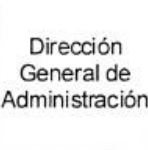 Dirección
General de
Administración